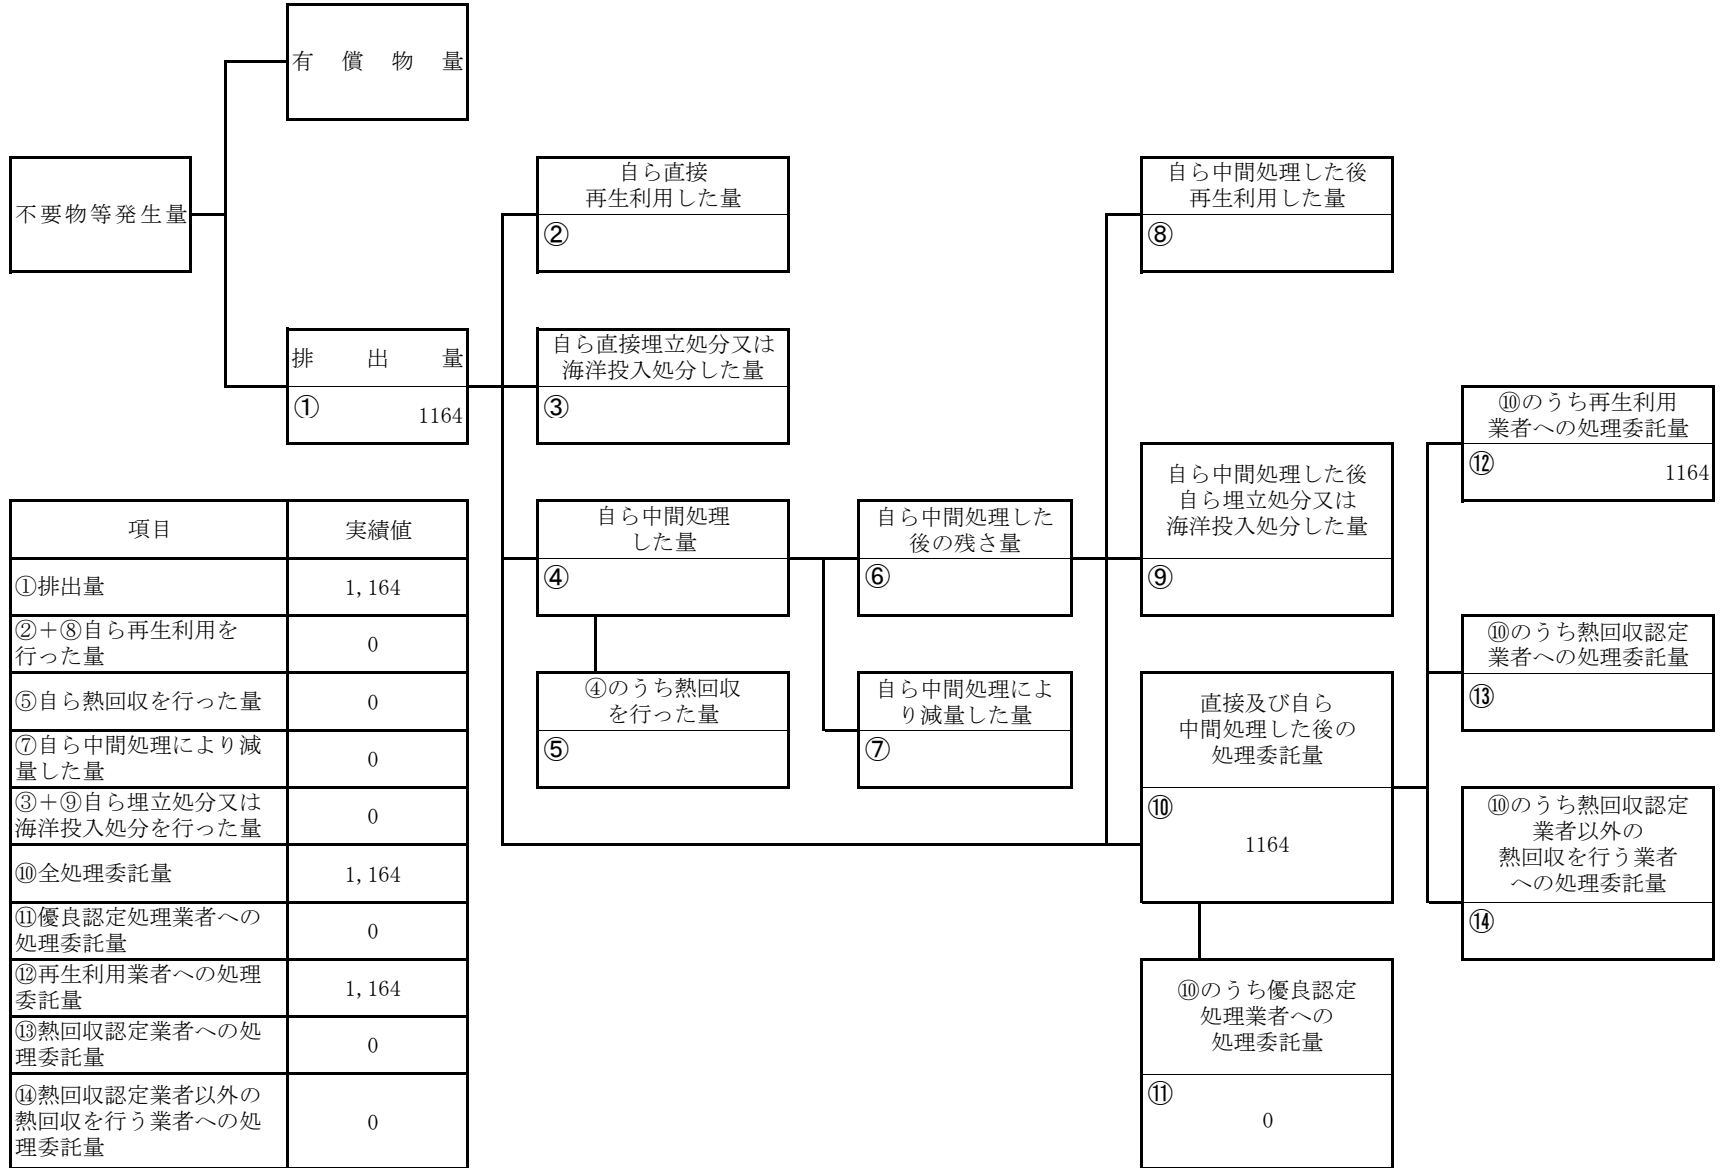 有償物量
不要物等発生量
排出量
①
1164
自ら直接
再生利用した量
②
自ら直接埋立処分又は
海洋投入処分した量
③
自ら中間処理
した量
④
④のうち熱回収
を行った量
⑤
自ら中間処理した
後の残さ量
⑥
自ら中間処理によ
り減量した量
⑦
自ら中間処理した後
再生利用した量
⑧
自ら中間処理した後
自ら埋立処分又は
海洋投入処分した量
⑨
直接及び自ら
中間処理した後の
処理委託量
⑩
1164
⑩のうち優良認定
処理業者への
処理委託量
⑪
0
⑩のうち再生利用
業者への処理委託量
⑫
1164
⑩のうち熱回収認定
業者への処理委託量
⑬
⑩のうち熱回収認定
業者以外の
熱回収を行う業者
への処理委託量
⑭
項目 実績値
①排出量 1,164
②＋⑧自ら再生利用を
行った量 0
⑤自ら熱回収を行った量 0
⑦自ら中間処理により減
量した量 0
③＋⑨自ら埋立処分又は
海洋投入処分を行った量 0
⑩全処理委託量 1,164
⑪優良認定処理業者への
処理委託量 0
⑫再生利用業者への処理
委託量 1,164
⑬熱回収認定業者への処
理委託量 0
⑭熱回収認定業者以外の
熱回収を行う業者への処
理委託量 0